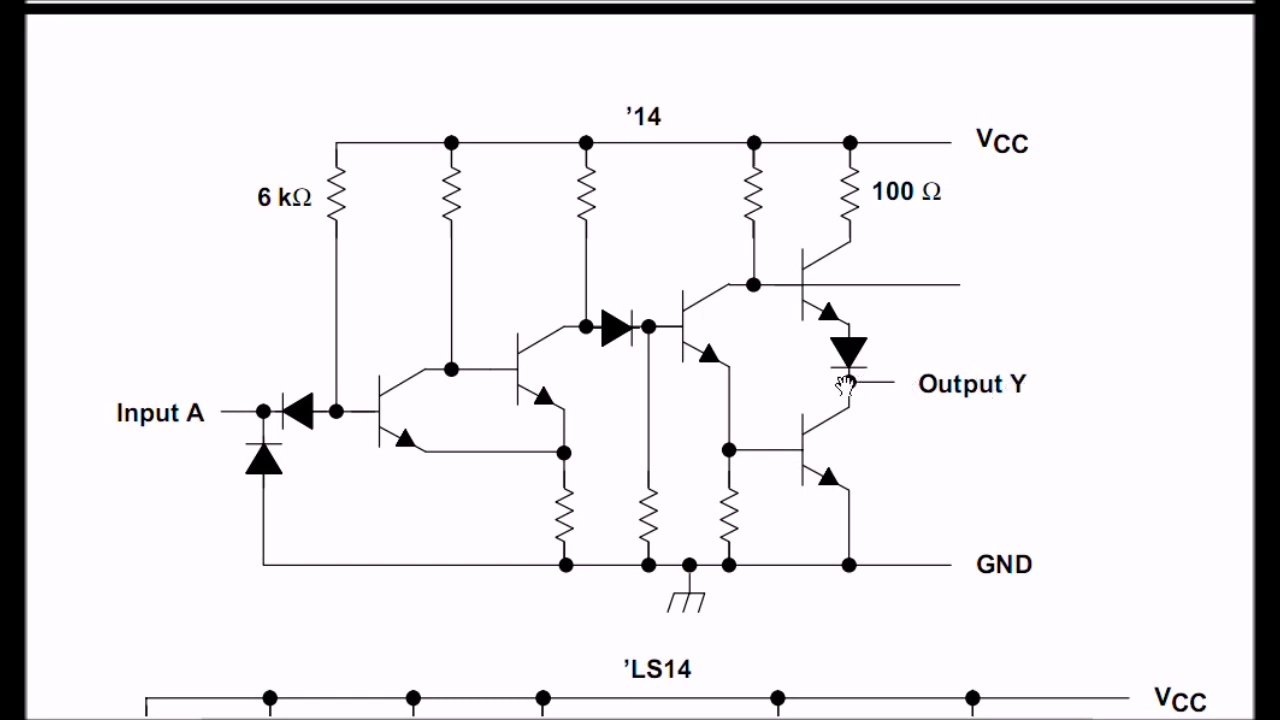 '14
VCC
6 kΩ
100 Ω
Output Y
Input A
GND
'LS14
VCC